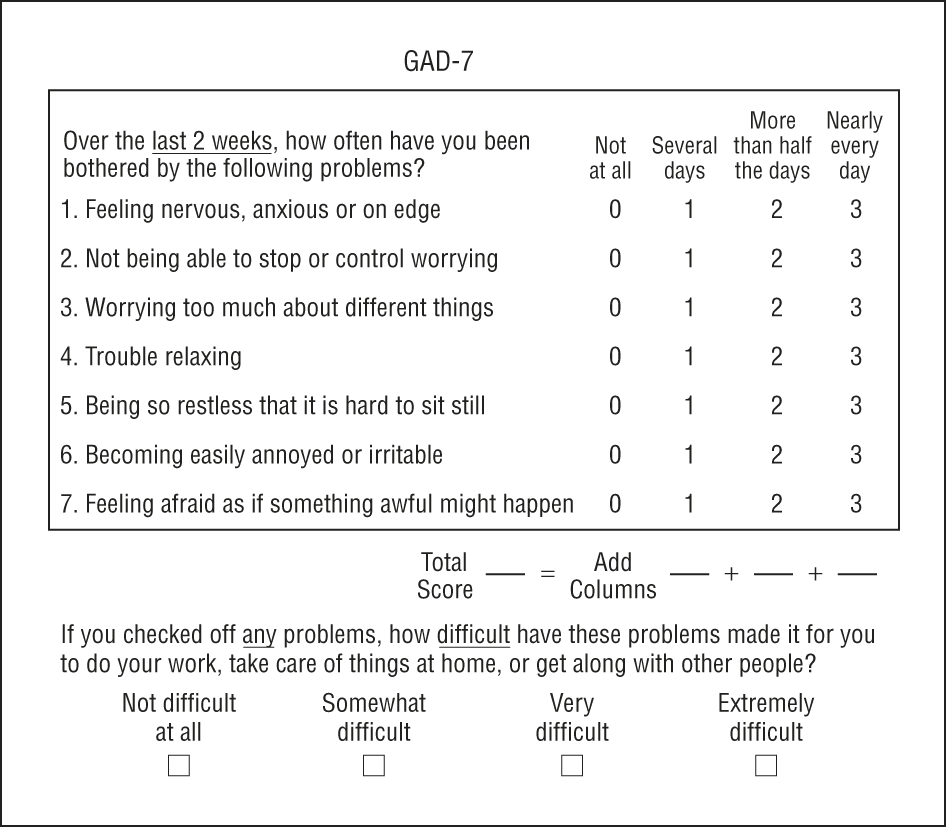 GAD-7
Over the last 2 weeks, how often have you been
bothered by the following problems?
Not
at all
Several
days
More
than half
the days
Nearly
every
day
1. Feeling nervous, anxious or on edge 0 1 2 3
2. Not being able to stop or control worrying 0 1 2 3
3. Worrying too much about different things 0 1 2 3
4. Trouble relaxing 0 1 2 3
5. Being so restless that it is hard to sit still 0 1 2 3
6. Becoming easily annoyed or irritable 0 1 2 3
7. Feeling afraid as if something awful might happen 0 1 2 3
Total
Score
=
Add
Columns
+ +
If you checked off any problems, how difficult have these problems made it for you
to do your work, take care of things at home, or get along with other people?
Not difficult
at all
Somewhat
difficult
Very
difficult
Extremely
difficult